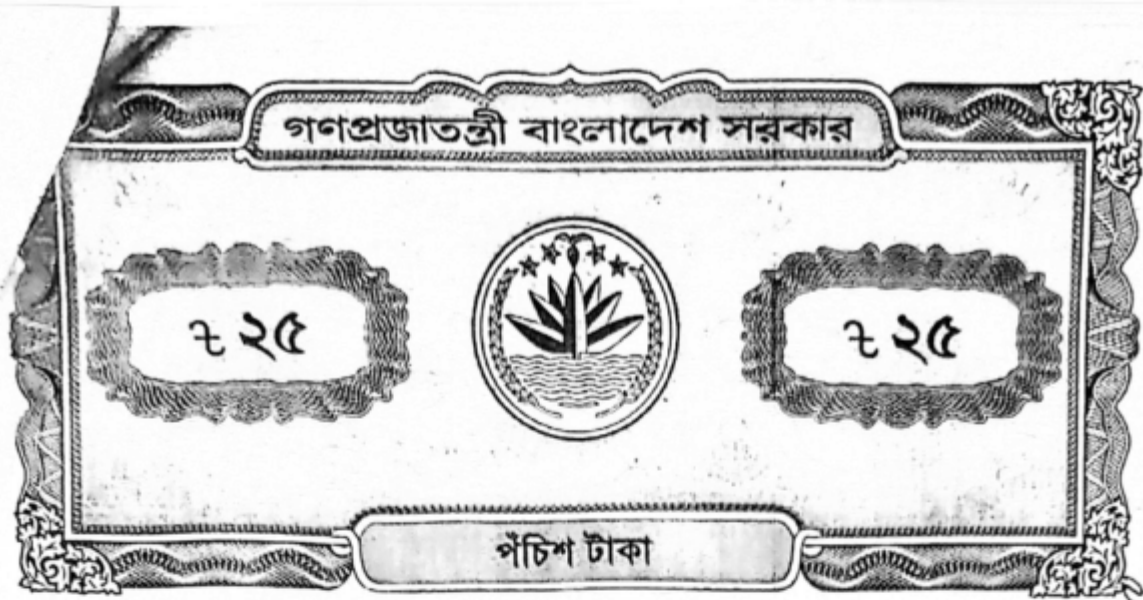 গণপ্রজাতন্ত্রী বাংলাদেশ সরকার
৳ ২৫
৳ ২৫
পঁচিশ টাকা